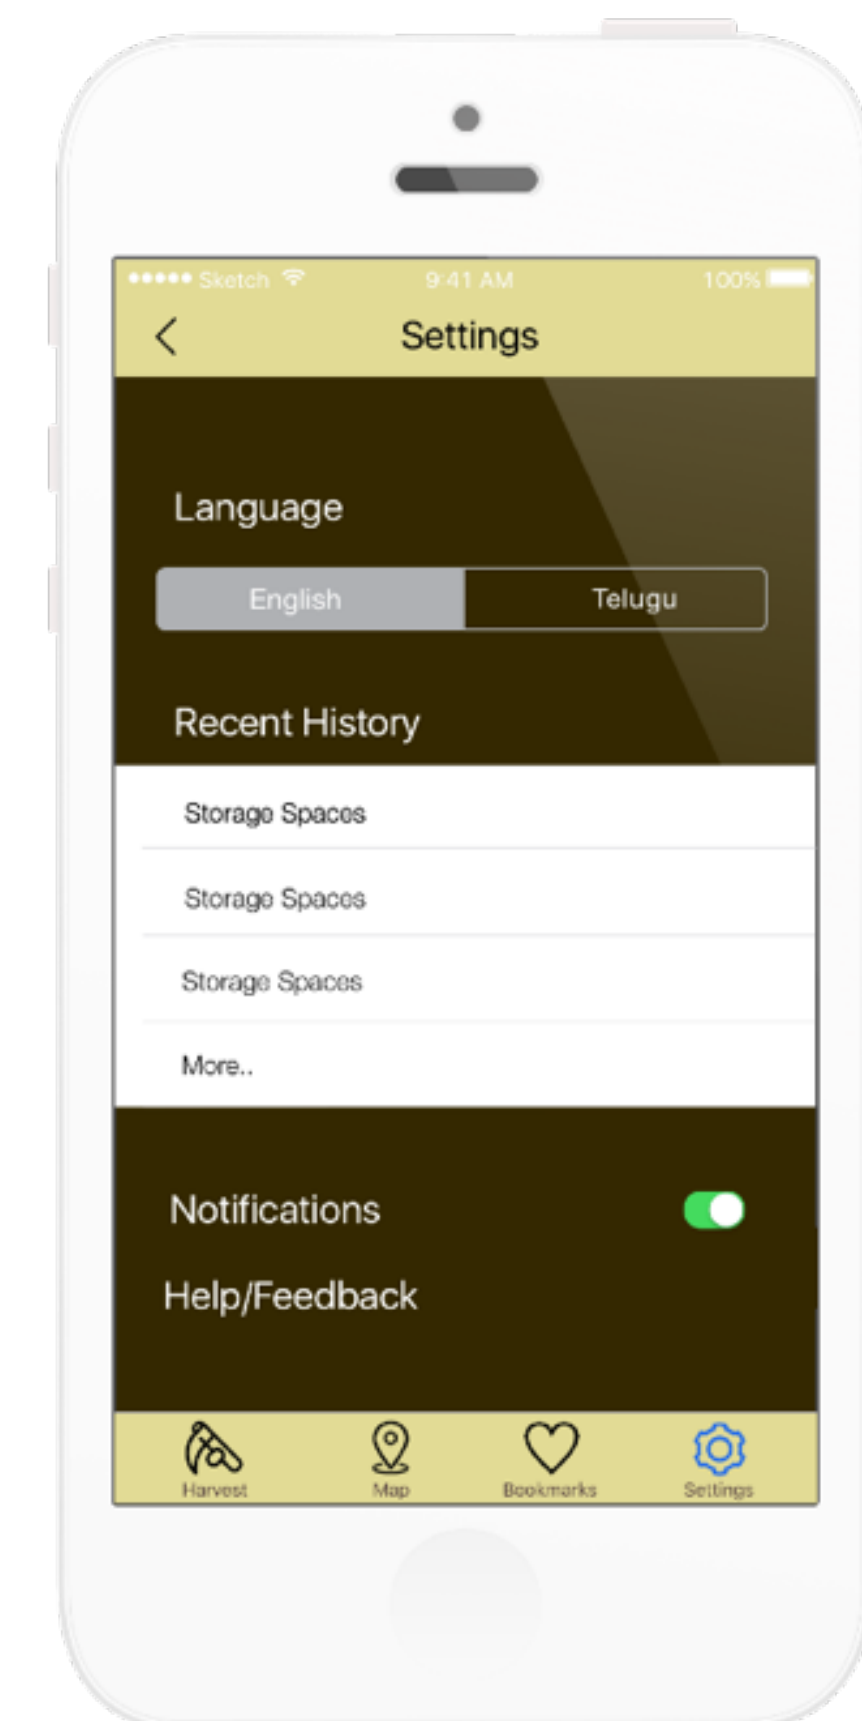 Sketch 9:41 AM 100%
Settings
Language
English Telugu
Recent History
Storage Spaces
Storage Spaces
Storage Spaces
More..
Notifications
Help/Feedback
Harvest Map Bookmarks Settings